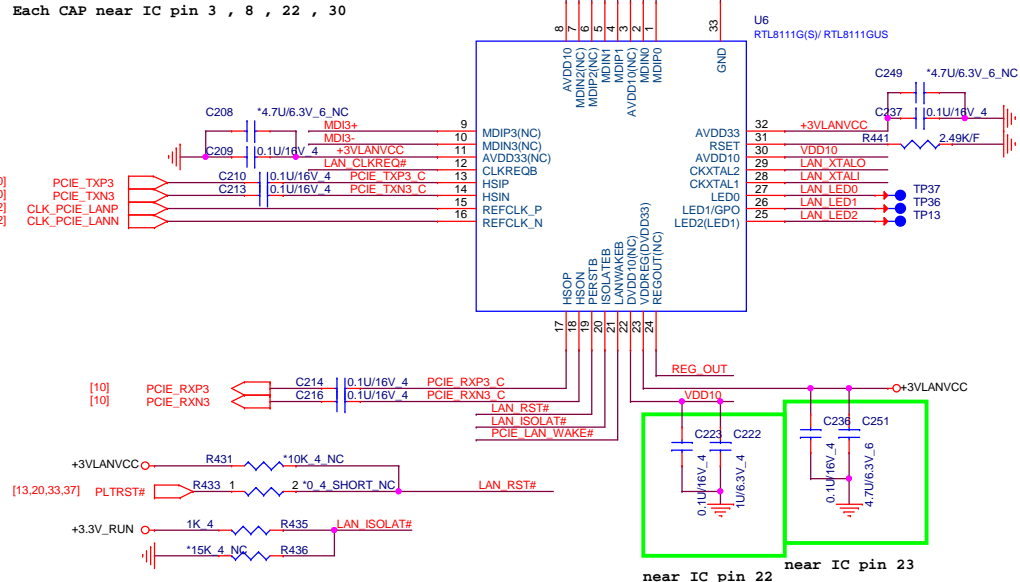 Each CAP near IC pin 3 , 8 , 22 , 30
U6
RTL8111G(S)/ RTL8111GUS
8 7 6 5 4 3 2 1 33
AVDD10 MDIN2(NC) MDIP2(NC) MDIN1 MDIP1 AVDD10(NC) MDIN0 MDIP0 GND
C249 *4.7U/6.3V_6_NC
C237 0.1U/16V_4
C208 *4.7U/6.3V_6_NC
C209 0.1U/16V_4
MDI3+ 9 MDIP3(NC)
MDI3- 10 MDIN3(NC)
+3VLANVCC 11 AVDD33(NC)
LAN_CLKREQ# 12 CLKREQB
PCIE_TXP3 C210 0.1U/16V_4 PCIE_TXP3_C 13 HSIP
PCIE_TXN3 C213 0.1U/16V_4 PCIE_TXN3_C 14 HSIN
CLK_PCIE_LANP 15 REFCLK_P
CLK_PCIE_LANN 16 REFCLK_N
AVDD33 32 +3VLANVCC
RSET 31 R441 2.49K/F
AVDD10 30 VDD10
CKXTAL2 29 LAN_XTALO
CKXTAL1 28 LAN_XTALI
LED0 27 LAN_LED0 TP37
LED1/GPO 26 LAN_LED1 TP36
LED2(LED1) 25 LAN_LED2 TP13
HSOP HSON PERSTB ISOLATEB LANWAKEB DVDD10(NC) VDDREG(DVDD33) REGOUT(NC)
17 18 19 20 21 22 23 24
REG_OUT
[10] PCIE_RXP3 C214 0.1U/16V_4 PCIE_RXP3_C
[10] PCIE_RXN3 C216 0.1U/16V_4 PCIE_RXN3_C
VDD10
+3VLANVCC
LAN_RST#
LAN_ISOLAT#
PCIE_LAN_WAKE#
C223 0.1U/16V_4
C222 1U/6.3V_4
C236 0.1U/16V_4
C251 4.7U/6.3V_6
+3VLANVCC R431 *10K_4_NC
[13,20,33,37] PLTRST# R433 1 2 *0_4_SHORT_NC LAN_RST#
+3.3V_RUN 1K_4 R435 LAN_ISOLAT#
*15K_4_NC R436
near IC pin 22
near IC pin 23